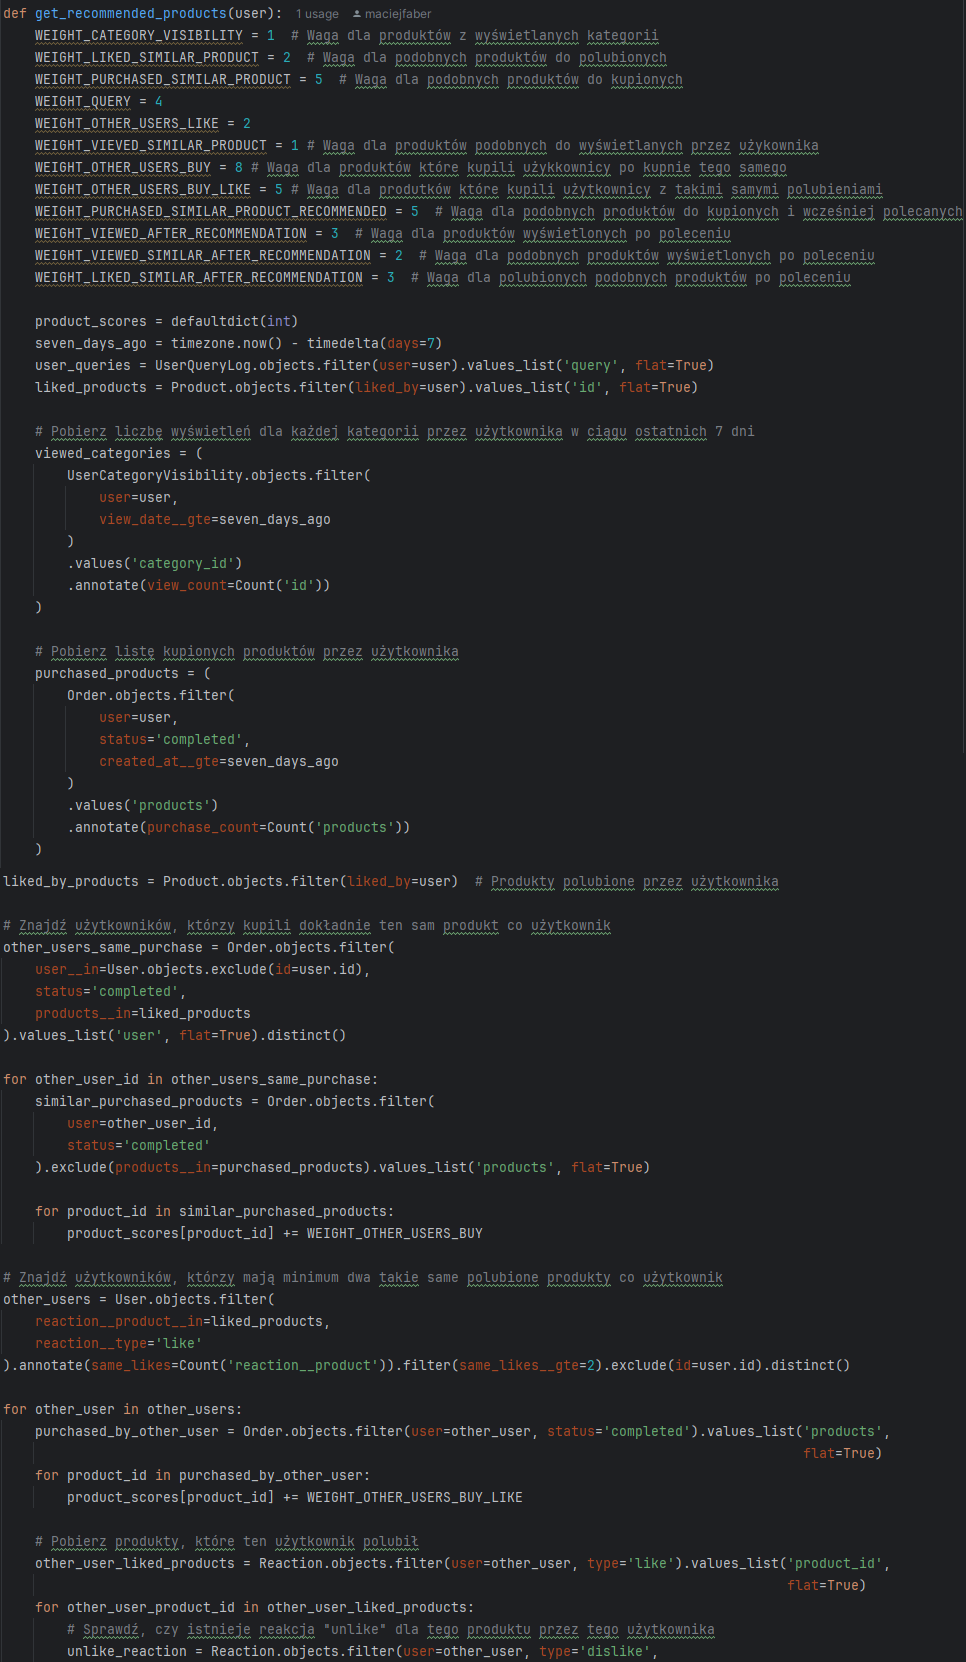 def get_recommended_products(user):  1 usage  maciejfaber
    WEIGHT_CATEGORY_VISIBILITY = 1  # Waga dla produktów z wyświetlanych kategorii
    WEIGHT_LIKED_SIMILAR_PRODUCT = 2  # Waga dla podobnych produktów do polubionych
    WEIGHT_PURCHASED_SIMILAR_PRODUCT = 5  # Waga dla podobnych produktów do kupionych
    WEIGHT_QUERY = 4
    WEIGHT_OTHER_USERS_LIKE = 2
    WEIGHT_VIEVED_SIMILAR_PRODUCT = 1 # Waga dla produktów podobnych do wyświetlanych przez użykownika
    WEIGHT_OTHER_USERS_BUY = 8 # Waga dla produktów które kupili użykkownicy po kupnie tego samego
    WEIGHT_OTHER_USERS_BUY_LIKE = 5 # Waga dla produtków które kupili użytkownicy z takimi samymi polubieniami
    WEIGHT_PURCHASED_SIMILAR_PRODUCT_RECOMMENDED = 5  # Waga dla podobnych produktów do kupionych i wcześniej polecanych
    WEIGHT_VIEWED_AFTER_RECOMMENDATION = 3  # Waga dla produktów wyświetlonych po poleceniu
    WEIGHT_VIEWED_SIMILAR_AFTER_RECOMMENDATION = 2  # Waga dla podobnych produktów wyświetlonych po poleceniu
    WEIGHT_LIKED_SIMILAR_AFTER_RECOMMENDATION = 3  # Waga dla polubionych podobnych produktów po poleceniu

    product_scores = defaultdict(int)
    seven_days_ago = timezone.now() - timedelta(days=7)
    user_queries = UserQueryLog.objects.filter(user=user).values_list('query', flat=True)
    liked_products = Product.objects.filter(liked_by=user).values_list('id', flat=True)

    # Pobierz liczbę wyświetleń dla każdej kategorii przez użytkownika w ciągu ostatnich 7 dni
    viewed_categories = (
        UserCategoryVisibility.objects.filter(
            user=user,
            view_date__gte=seven_days_ago
        )
        .values('category_id')
        .annotate(view_count=Count('id'))
    )

    # Pobierz listę kupionych produktów przez użytkownika
    purchased_products = (
        Order.objects.filter(
            user=user,
            status='completed',
            created_at__gte=seven_days_ago
        )
        .values('products')
        .annotate(purchase_count=Count('products'))
    )
liked_by_products = Product.objects.filter(liked_by=user)  # Produkty polubione przez użytkownika

# Znajdź użytkowników, którzy kupili dokładnie ten sam produkt co użytkownik
other_users_same_purchase = Order.objects.filter(
    user__in=User.objects.exclude(id=user.id),
    status='completed',
    products__in=liked_products
).values_list('user', flat=True).distinct()

for other_user_id in other_users_same_purchase:
    similar_purchased_products = Order.objects.filter(
        user=other_user_id,
        status='completed'
    ).exclude(products__in=purchased_products).values_list('products', flat=True)

    for product_id in similar_purchased_products:
        product_scores[product_id] += WEIGHT_OTHER_USERS_BUY

# Znajdź użytkowników, którzy mają minimum dwa takie same polubione produkty co użytkownik
other_users = User.objects.filter(
    reaction__product__in=liked_products,
    reaction__type='like'
).annotate(same_likes=Count('reaction__product')).filter(same_likes__gte=2).exclude(id=user.id).distinct()

for other_user in other_users:
    purchased_by_other_user = Order.objects.filter(user=other_user, status='completed').values_list('products',
                                                                                                    flat=True)
    for product_id in purchased_by_other_user:
        product_scores[product_id] += WEIGHT_OTHER_USERS_BUY_LIKE

    # Pobierz produkty, które ten użytkownik polubił
    other_user_liked_products = Reaction.objects.filter(user=other_user, type='like').values_list('product_id',
                                                                                                  flat=True)
    for other_user_product_id in other_user_liked_products:
        # Sprawdź, czy istnieje reakcja "unlike" dla tego produktu przez tego użytkownika
        unlike_reaction = Reaction.objects.filter(user=other_user, type='dislike',